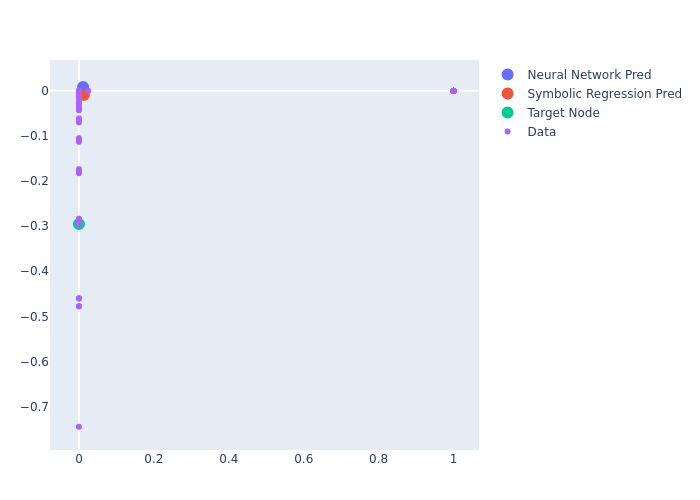 0
−0.1
−0.2
−0.3
−0.4
−0.5
−0.6
−0.7
0 0.2 0.4 0.6 0.8 1
Neural Network Pred
Symbolic Regression Pred
Target Node
Data